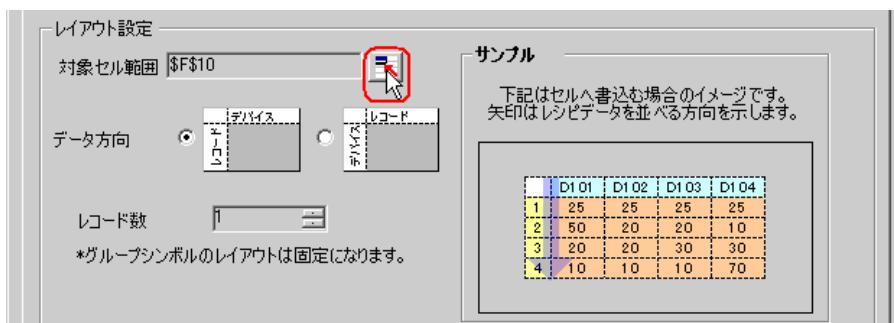 レイアウト設定
対象セル範囲 $F$10
データ方向
デバイス
レコード
レコード
デバイス
レコード数 1
*グループシンボルのレイアウトは固定になります。
サンプル
下記はセルへ書込む場合のイメージです。
矢印はレシピデータを並べる方向を示します。
D101 D102 D103 D104
1 25 25 25 25
2 50 20 20 10
3 20 20 30 30
4 10 10 10 70